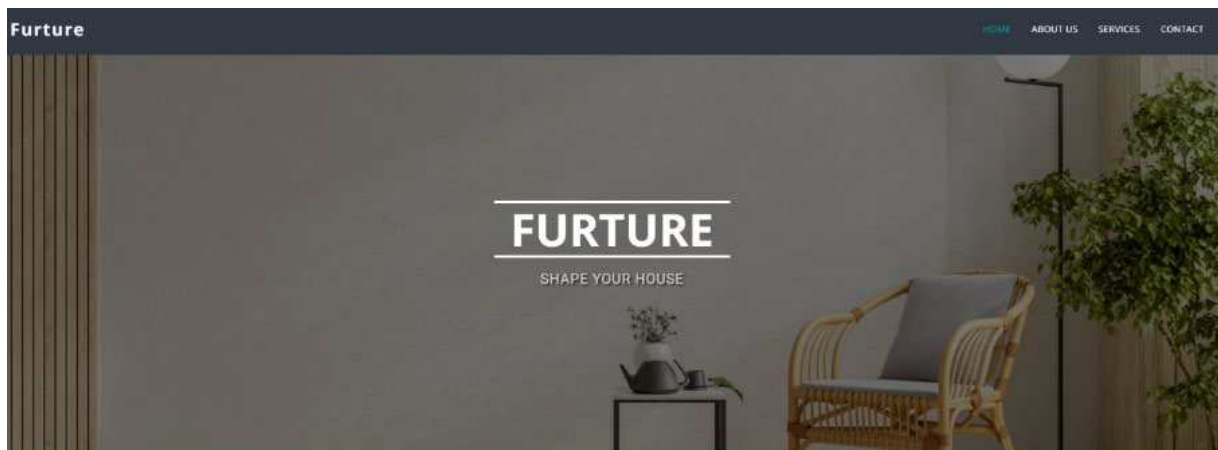 Furture
HOME ABOUT US SERVICES CONTACT
FURTURE
SHAPE YOUR HOUSE